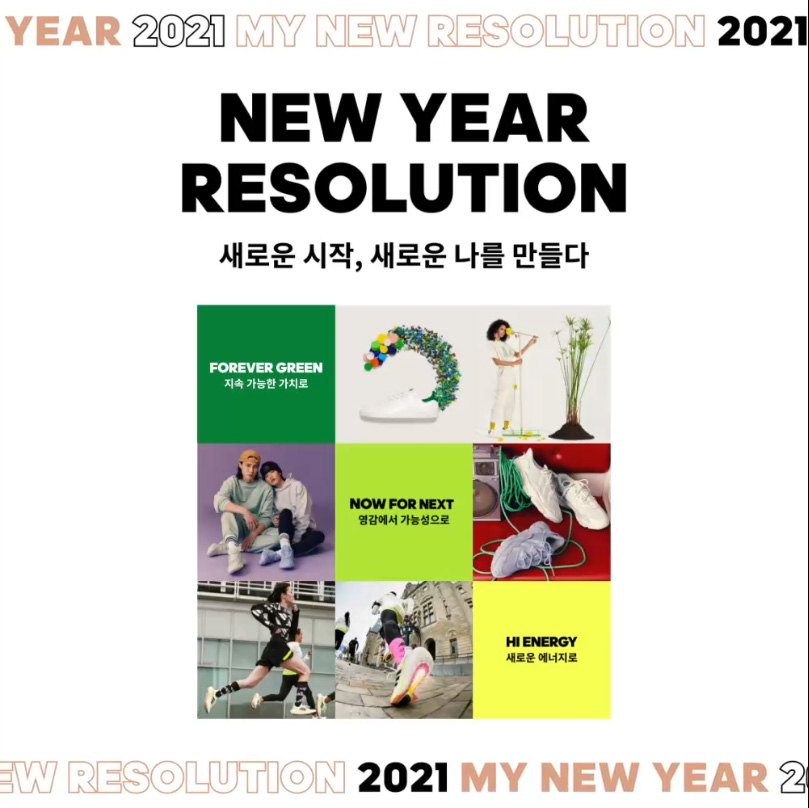 YEAR 2021 MY NEW RESOLUTION 2021
NEW YEAR
RESOLUTION
새로운 시작, 새로운 나를 만들다
FOREVER GREEN
지속 가능한 가치로
NOW FOR NEXT
영감에서 가능성으로
HI ENERGY
새로운 에너지로
EW RESOLUTION 2021 MY NEW YEAR 2